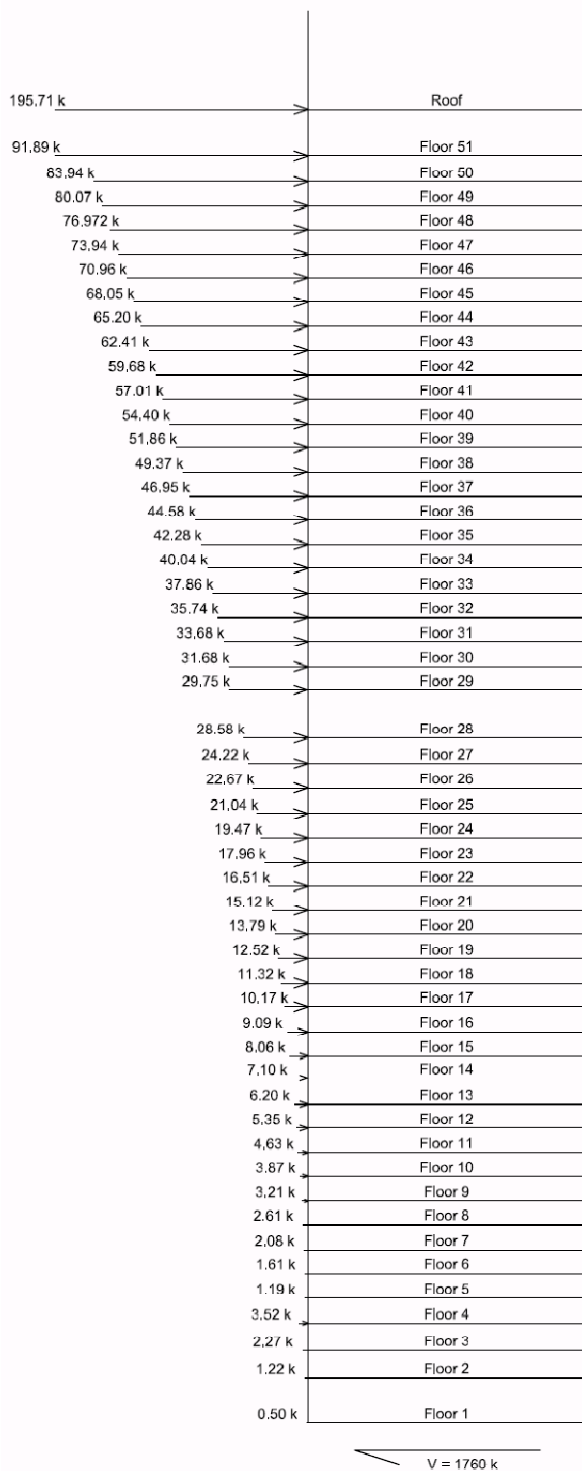 195.71 k Roof
91.89 k Floor 51
83.94 k Floor 50
80.07 k Floor 49
76.972 k Floor 48
73.94 k Floor 47
70.96 k Floor 46
68.05 k Floor 45
65.20 k Floor 44
62.41 k Floor 43
59.68 k Floor 42
57.01 k Floor 41
54.40 k Floor 40
51.86 k Floor 39
49.37 k Floor 38
46.95 k Floor 37
44.58 k Floor 36
42.28 k Floor 35
40.04 k Floor 34
37.86 k Floor 33
35.74 k Floor 32
33.68 k Floor 31
31.68 k Floor 30
29.75 k Floor 29
28.58 k Floor 28
24.22 k Floor 27
22.67 k Floor 26
21.04 k Floor 25
19.47 k Floor 24
17.96 k Floor 23
16.51 k Floor 22
15.12 k Floor 21
13.79 k Floor 20
12.52 k Floor 19
11.32 k Floor 18
10.17 k Floor 17
9.09 k Floor 16
8.06 k Floor 15
7.10 k Floor 14
6.20 k Floor 13
5.35 k Floor 12
4.63 k Floor 11
3.87 k Floor 10
3.21 k Floor 9
2.61 k Floor 8
2.08 k Floor 7
1.61 k Floor 6
1.19 k Floor 5
3.52 k Floor 4
2.27 k Floor 3
1.22 k Floor 2
0.50 k Floor 1
V = 1760 k